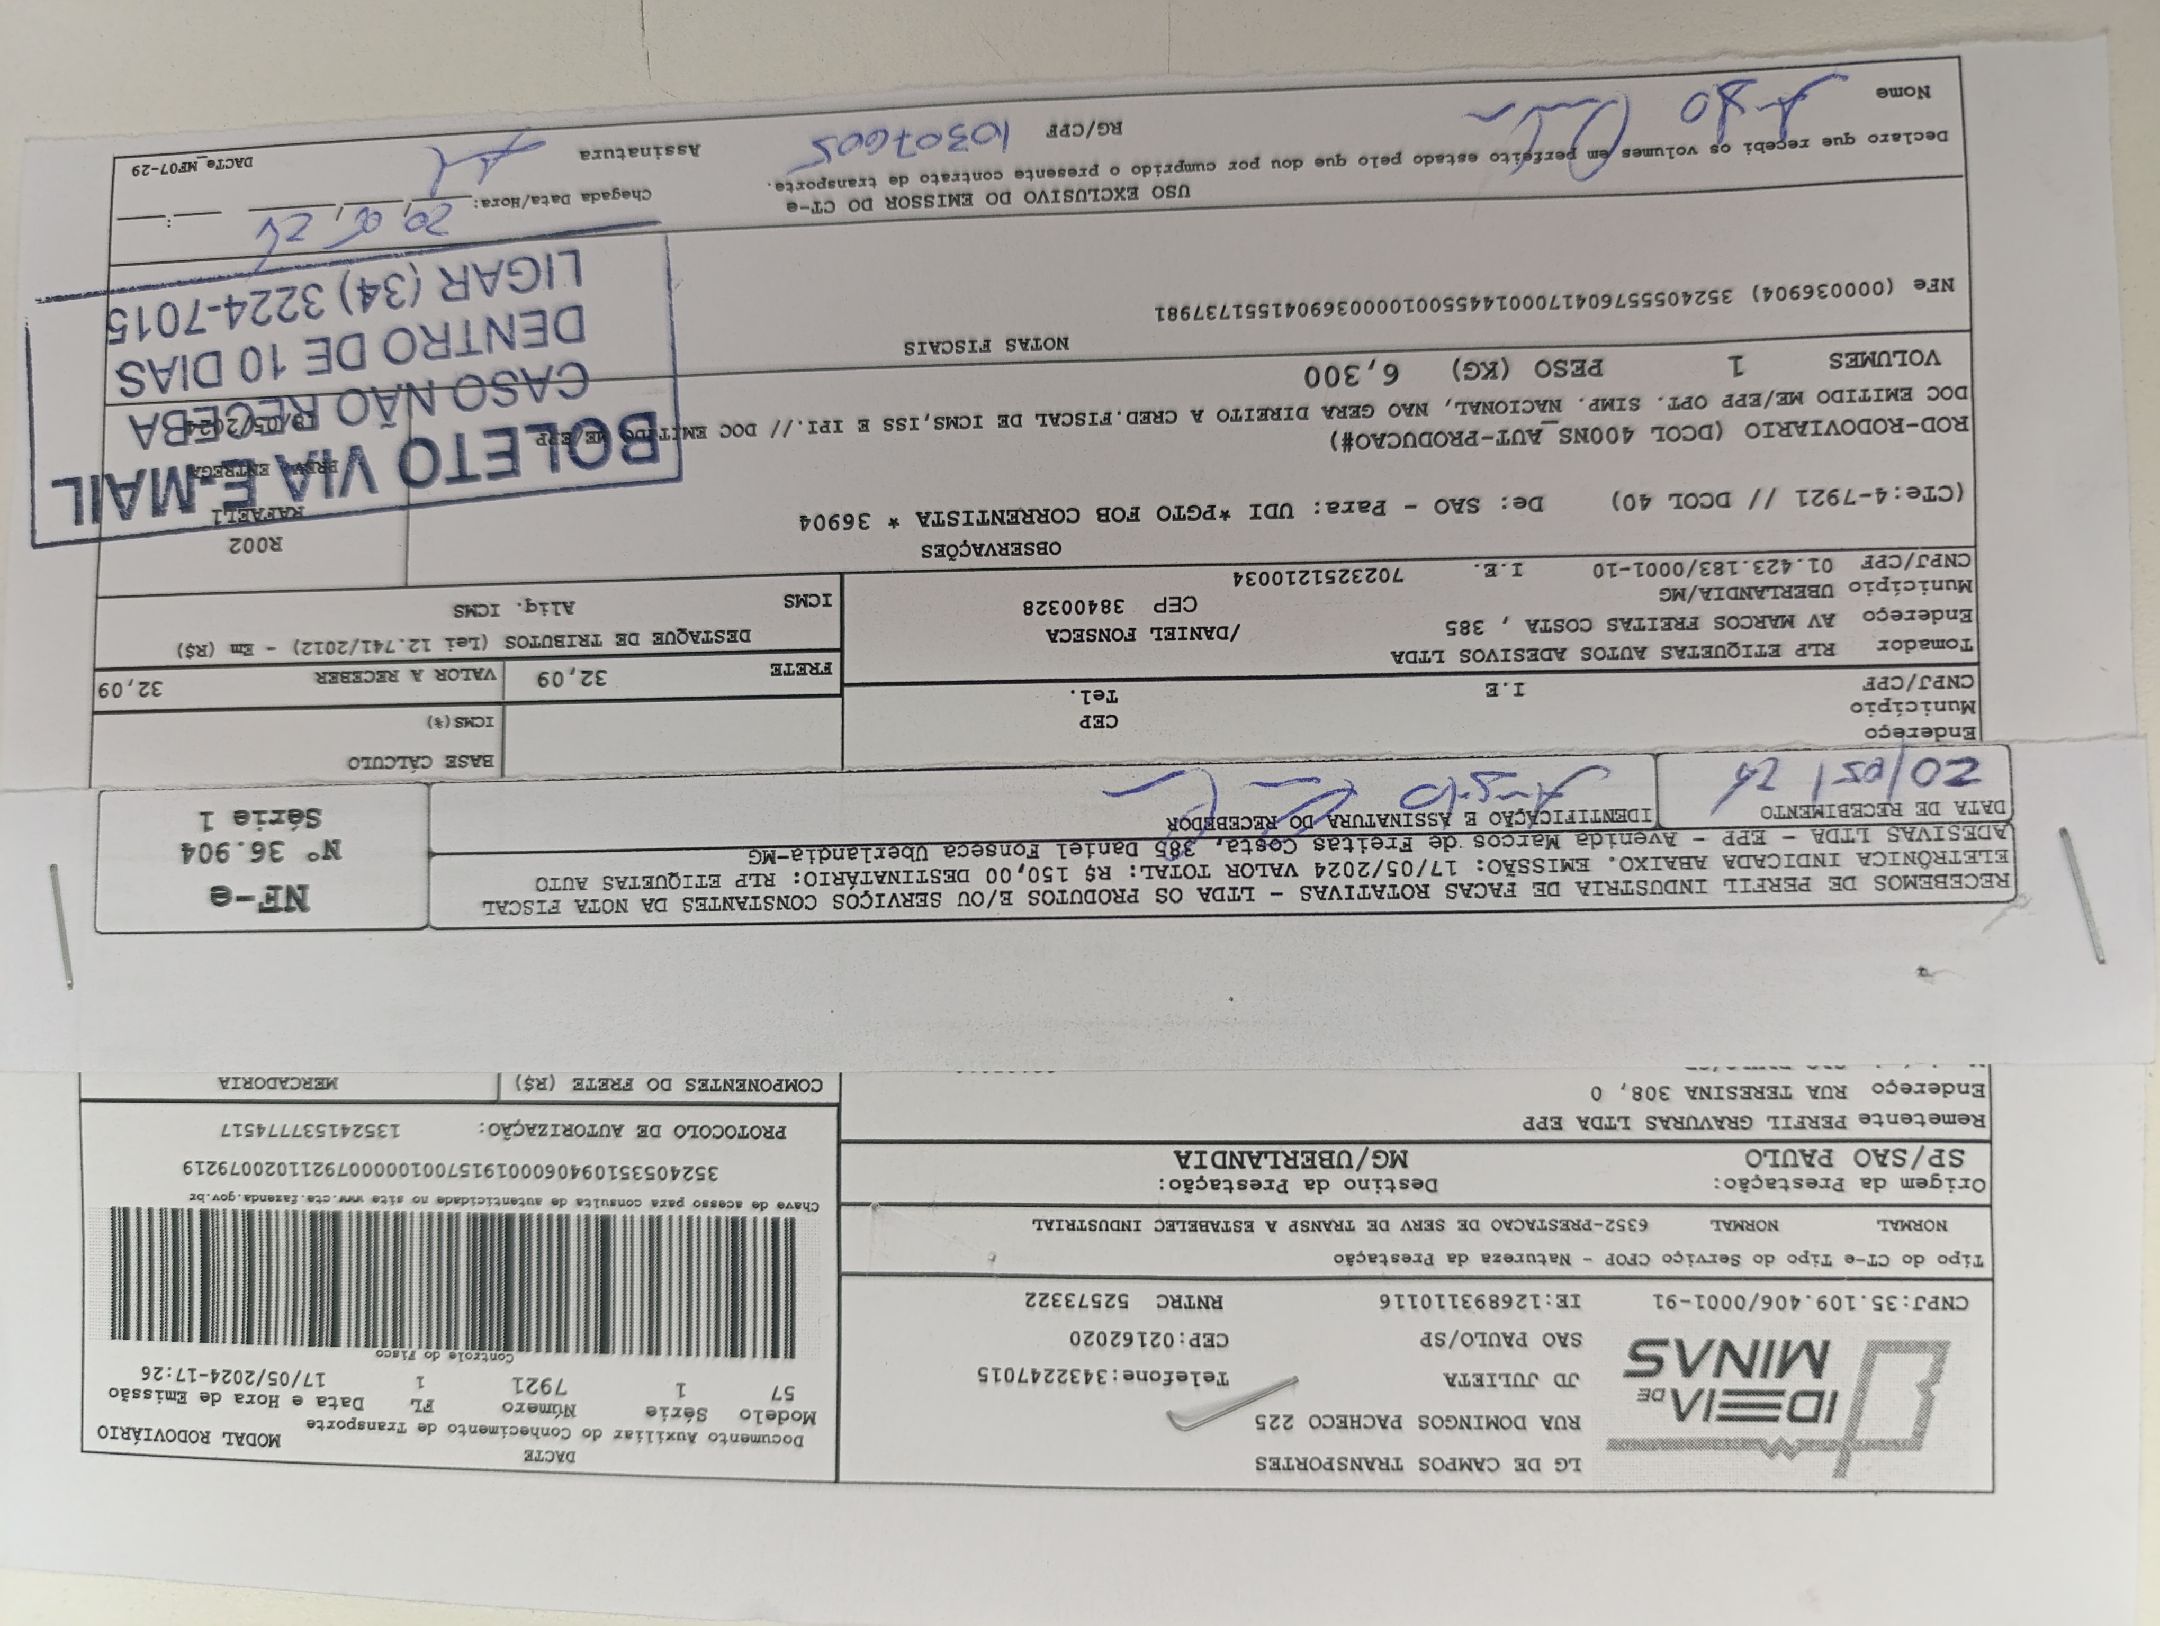 IDEIA DE
MINAS
LG DE CAMPOS TRANSPORTES
RUA DOMINGOS PACHECO 225
JD JULIETA Telefone:3432247015
SAO PAULO/SP CEP:02162020
CNPJ:35.109.406/0001-91 IE:126893110116 RNTRC 52573322
DACTE
Documento Auxiliar do Conhecimento de Transporte
MODAL RODOVIÁRIO
Modelo Série Número FL Data e Hora de Emissão
57 1 7921 1 17/05/2024-17:26
Controle do Fisco
Chave de acesso para consulta de autenticidade no site www.cte.fazenda.gov.br
35240535109406000191570010000079211020079219
PROTOCOLO DE AUTORIZAÇÃO: 135241537774517
Tipo do CT-e Tipo do Serviço CFOP - Natureza da Prestação
NORMAL NORMAL 6352-PRESTACAO DE SERV DE TRANSP A ESTABELEC INDUSTRIAL
Origem da Prestação: Destino da Prestação:
SP/SAO PAULO MG/UBERLANDIA
Remetente PERFIL GRAVURAS LTDA EPP
Endereço RUA TERESINA 308, 0
COMPONENTES DO FRETE (R$) MERCADORIA
RECEBEMOS DE PERFIL INDUSTRIA DE FACAS ROTATIVAS - LTDA OS PRODUTOS E/OU SERVIÇOS CONSTANTES DA NOTA FISCAL
ELETRÔNICA INDICADA ABAIXO. EMISSÃO: 17/05/2024 VALOR TOTAL: R$ 150,00 DESTINATÁRIO: RLP ETIQUETAS AUTO
ADESIVAS LTDA - EPP - Avenida Marcos de Freitas Costa, 385 Daniel Fonseca Uberlandia-MG
DATA DE RECEBIMENTO IDENTIFICAÇÃO E ASSINATURA DO RECEBEDOR
20/05/24
NF-e
Nº 36.904
Série 1
Endereço
Município CEP
CNPJ/CPF I.E Tel.
BASE CÁLCULO
ICMS(%)
FRETE 32,09 VALOR A RECEBER 32,09
Tomador RLP ETIQUETAS AUTOS ADESIVOS LTDA
Endereço AV MARCOS FREITAS COSTA , 385 /DANIEL FONSECA
Município UBERLANDIA/MG CEP 38400328
CNPJ/CPF 01.423.183/0001-10 I.E. 7023251210034
DESTAQUE DE TRIBUTOS (Lei 12.741/2012) - Em (R$)
ICMS Aliq. ICMS
OBSERVAÇÕES
(CTe:4-7921 // DCOL 40) De: SAO - Para: UDI *PGTO FOB CORRENTISTA * 36904
ROD-RODOVIARIO (DCOL 400NS_AUT-PRODUCAO#)
DOC EMITIDO ME/EPP OPT. SIMP. NACIONAL, NAO GERA DIREITO A CRED.FISCAL DE ICMS,ISS E IPI.// DOC EMITIDO ME EPP
R002
RAFAEL1
PREV. ENTREGA
BOLETO VIA E-MAIL
CASO NÃO RECEBA
DENTRO DE 10 DIAS
LIGAR (34) 3224-7015
VOLUMES 1 PESO (KG) 6,300
NOTAS FISCAIS
NFe (000036904) 352405555760417000144550010000369041551737981
USO EXCLUSIVO DO EMISSOR DO CT-e
Declaro que recebi os volumes em perfeito estado pelo que dou por cumprido o presente contrato de transporte.
Chegada Data/Hora: 20, 05, 24
Nome RG/CPF 10307605 Assinatura
DACTe_MF07-29